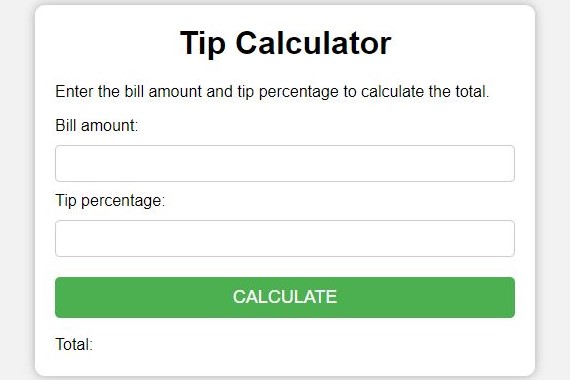 Tip Calculator
Enter the bill amount and tip percentage to calculate the total.
Bill amount:
Tip percentage:
CALCULATE
Total: